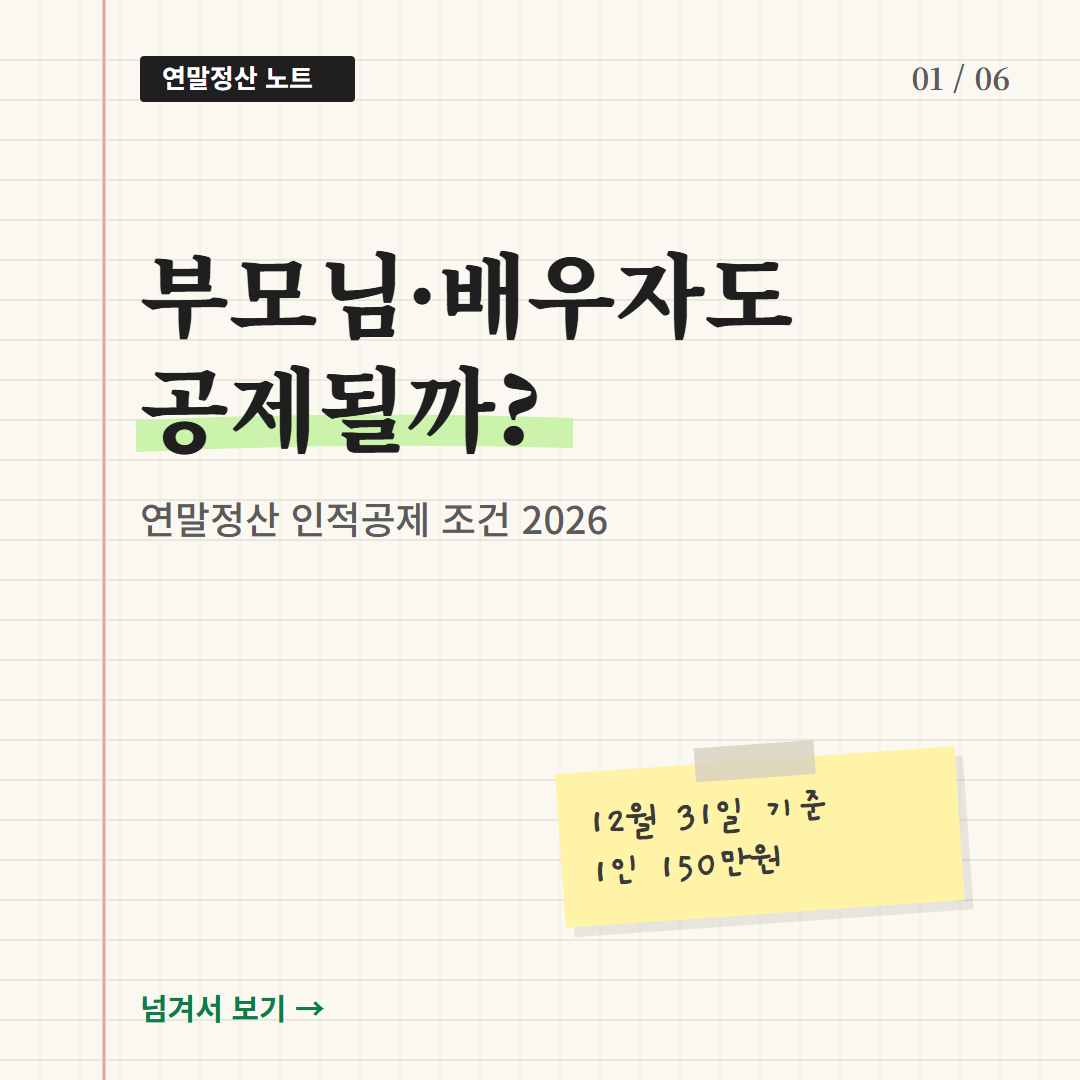 연말정산 노트
01 / 06
부모님·배우자도
공제될까?
연말정산 인적공제 조건 2026
12월 31일 기준
1인 150만원
넘겨서 보기 →